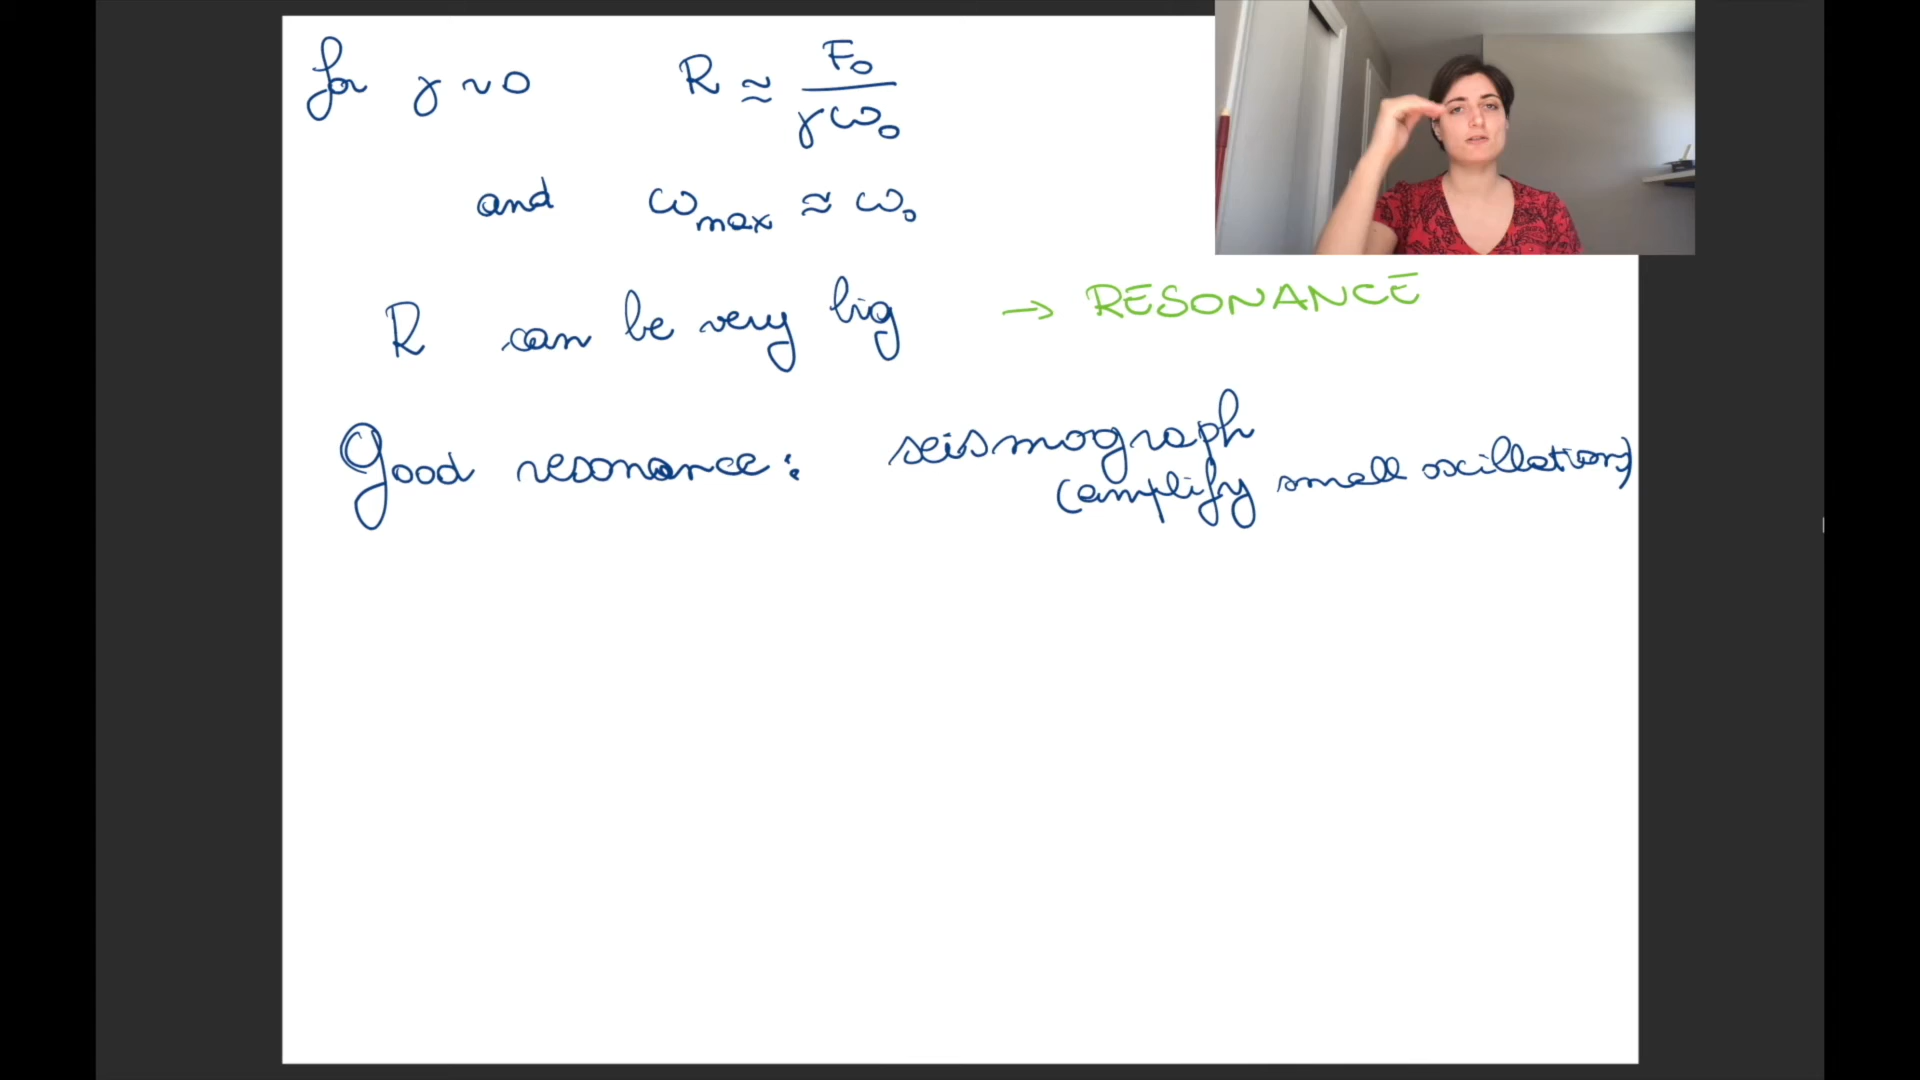 for γ ~ 0 R ≈ F₀ / γω₀
and ω_max ≈ ω₀
R can be very big → RESONANCE
Good resonance: seismograph
(amplify small oscillations)